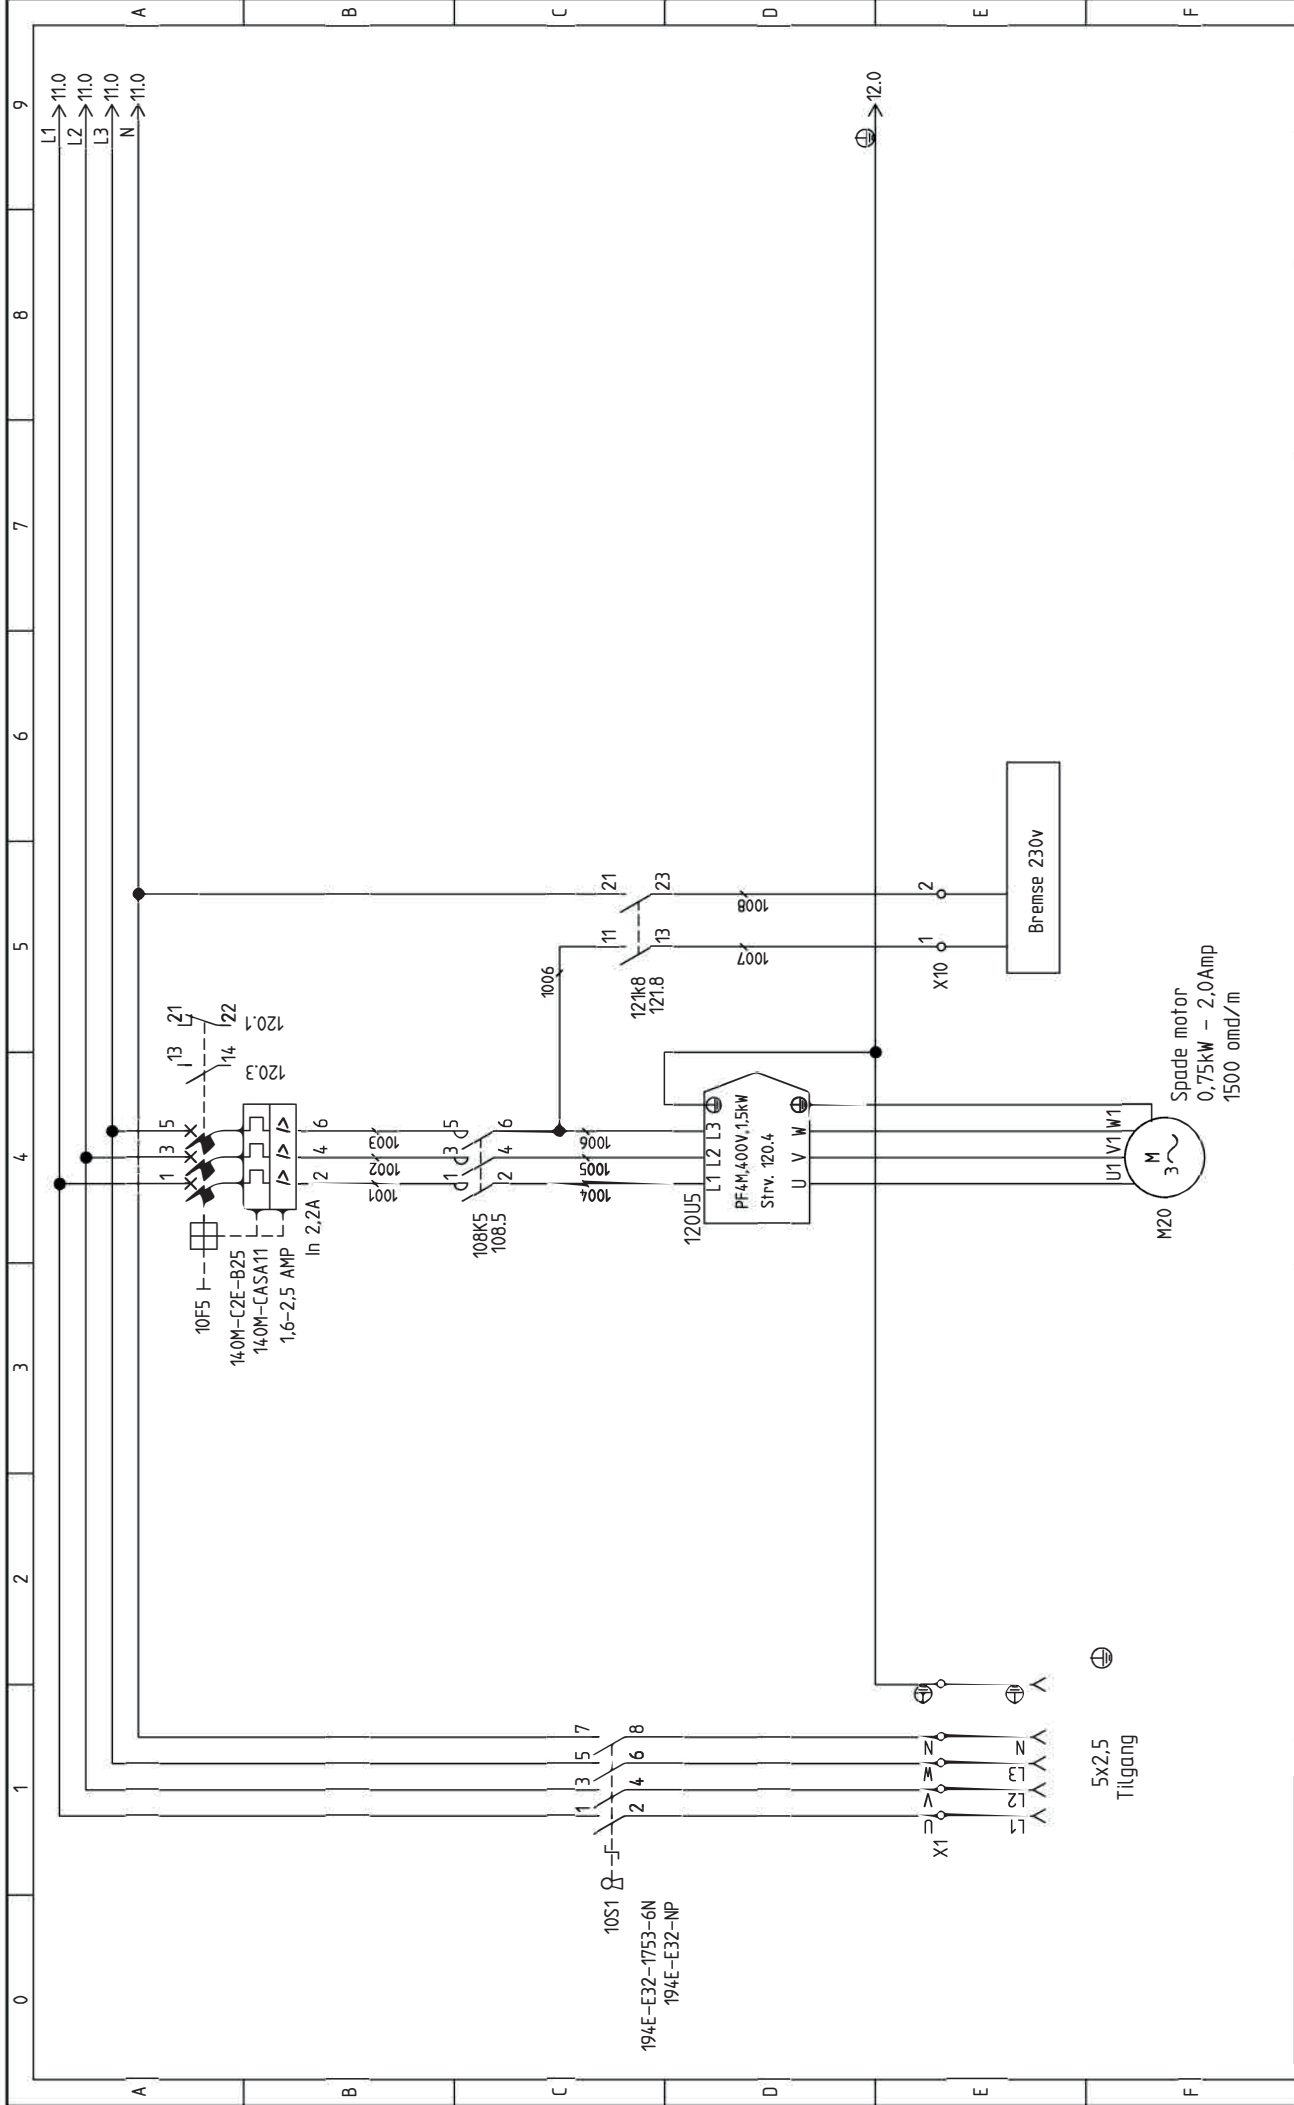 0 1 2 3 4 5 6 7 8 9
A
B
C
D
E
F
L1 11.0
L2 11.0
L3 11.0
N 11.0
10F5
140M-C2E-B25
140M-CASA11
1,6-2,5 AMP
In 2,2A
1 3 5
13 21
14 22
120.3
120.1
2 4 6
1001 1002 1003
108K5
108.5
1 3 5
2 4 6
1004 1005 1006
1006
10S1
194E-E32-1753-6N
194E-E32-NP
1 3 5 7
2 4 6 8
121k8
121.8
11 21
13 23
1007 1008
120U5
L1 L2 L3
PF4M,400V,1,5kW
Strv. 120.4
U V W
12.0
X1
U V W N
L1 L2 L3 N
5x2,5
Tilgang
X10
1 2
Bremse 230v
U1 V1 W1
M20
M
3~
Spade motor
0,75kW - 2,0Amp
1500 omd/m
A
B
C
D
E
F